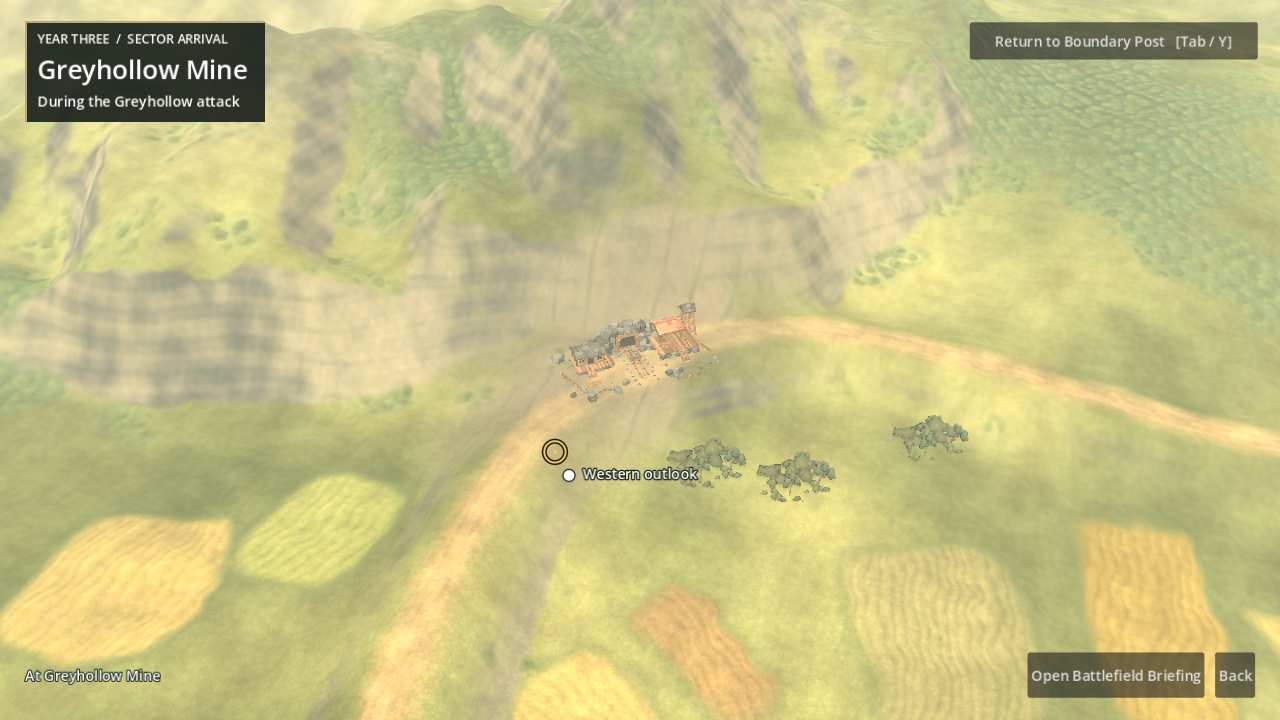 YEAR THREE / SECTOR ARRIVAL
Greyhollow Mine
During the Greyhollow attack
Return to Boundary Post [Tab / Y]
Western outlook
At Greyhollow Mine
Open Battlefield Briefing
Back